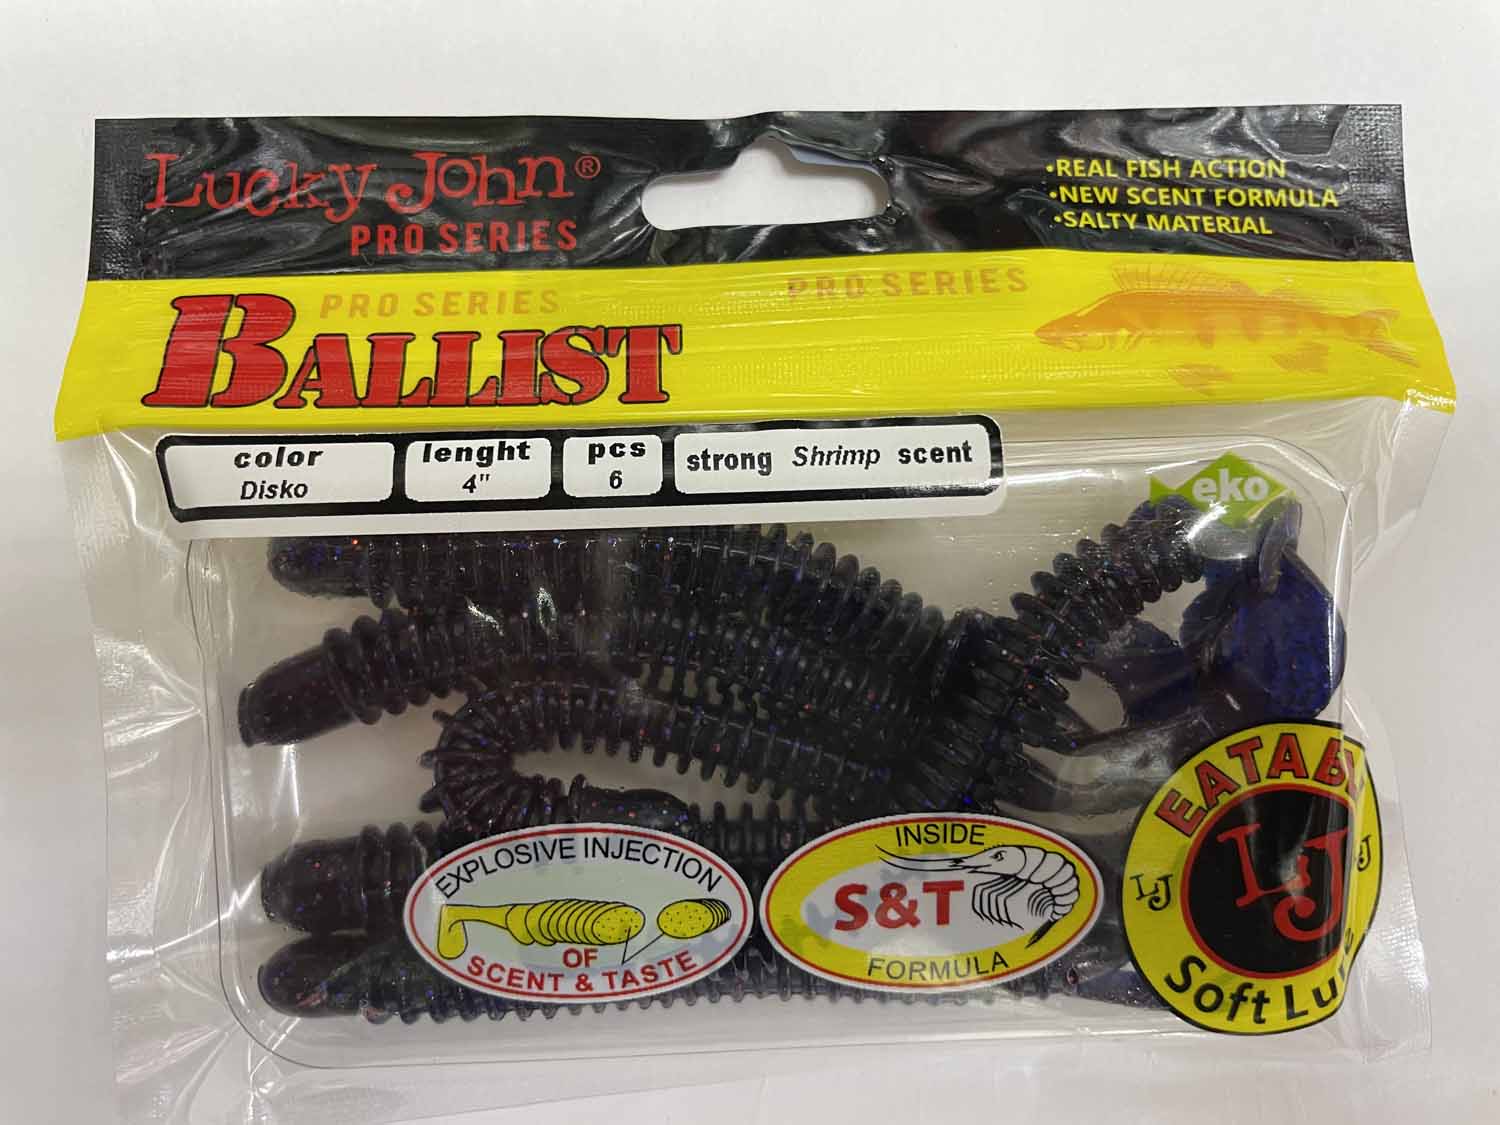 Lucky John®
PRO SERIES
•REAL FISH ACTION
•NEW SCENT FORMULA
•SALTY MATERIAL
PRO SERIES
PRO SERIES
BALLIST
color
Disko
lenght
4"
pcs
6
strong Shrimp scent
eko
EXPLOSIVE INJECTION
OF
SCENT & TASTE
INSIDE
S&T
FORMULA
EATABLE
LJ
LJ
LJ
Soft Lure